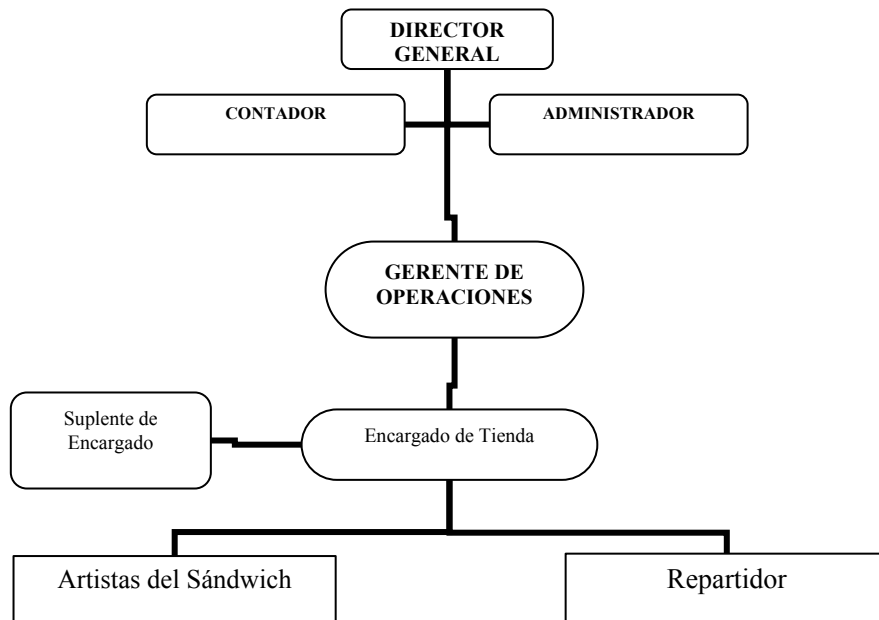 DIRECTOR
GENERAL
CONTADOR
ADMINISTRADOR
GERENTE DE
OPERACIONES
Suplente de
Encargado
Encargado de Tienda
Artistas del Sándwich
Repartidor